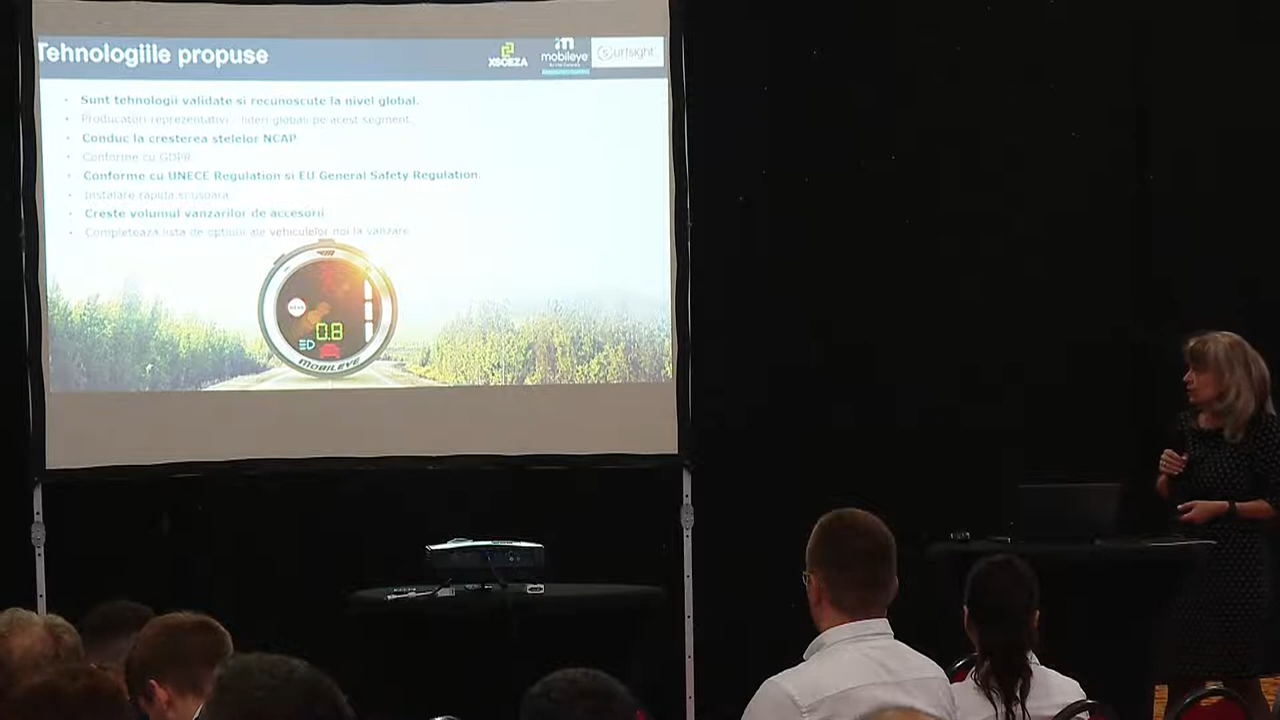 Tehnologiile propuse
XSOEZA
mobileye
surfsight
Sunt tehnologii validate si recunoscute la nivel global.
Producatori reprezentativi - lideri globali pe acest segment.
Conduc la cresterea stelelor NCAP
Conforme cu GDPR
Conforme cu UNECE Regulation si EU General Safety Regulation.
Instalare rapida si usoara
Creste volumul vanzarilor de accesorii
Completeaza lista de optiuni ale vehiculelor noi la vanzare
0.8
MOBILEYE